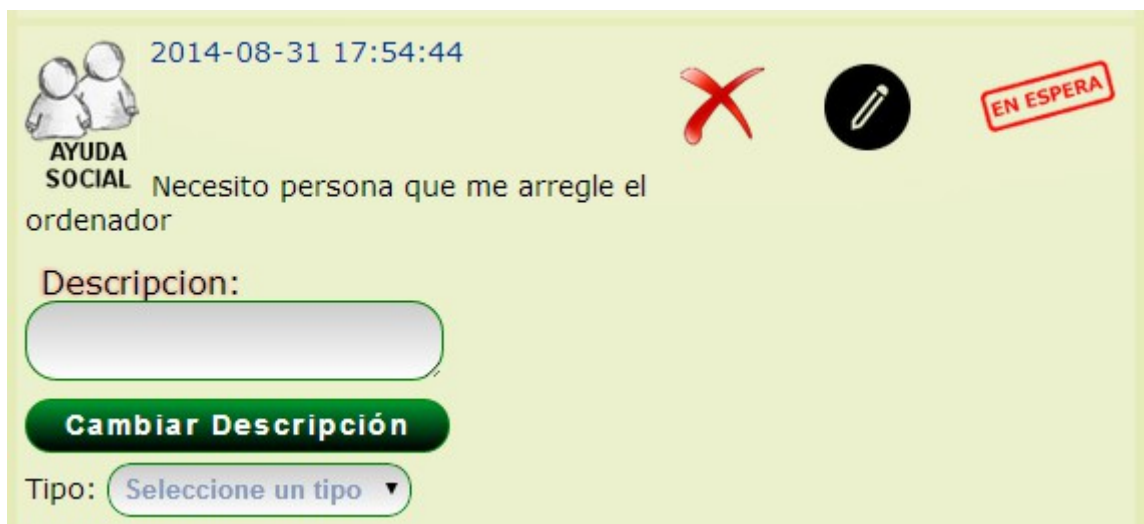 2014-08-31 17:54:44
EN ESPERA
AYUDA
SOCIAL
Necesito persona que me arregle el
ordenador
Descripcion:
Cambiar Descripción
Tipo: Seleccione un tipo